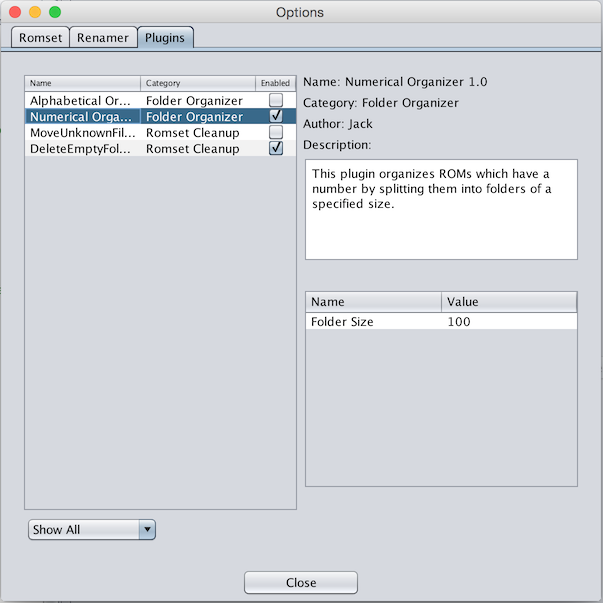 Options
Romset Renamer Plugins
Name Category Enabled
Alphabetical Or... Folder Organizer
Numerical Orga... Folder Organizer
MoveUnknownFil... Romset Cleanup
DeleteEmptyFol... Romset Cleanup
Show All
Name: Numerical Organizer 1.0
Category: Folder Organizer
Author: Jack
Description:
This plugin organizes ROMs which have a
number by splitting them into folders of a
specified size.
Name Value
Folder Size 100
Close